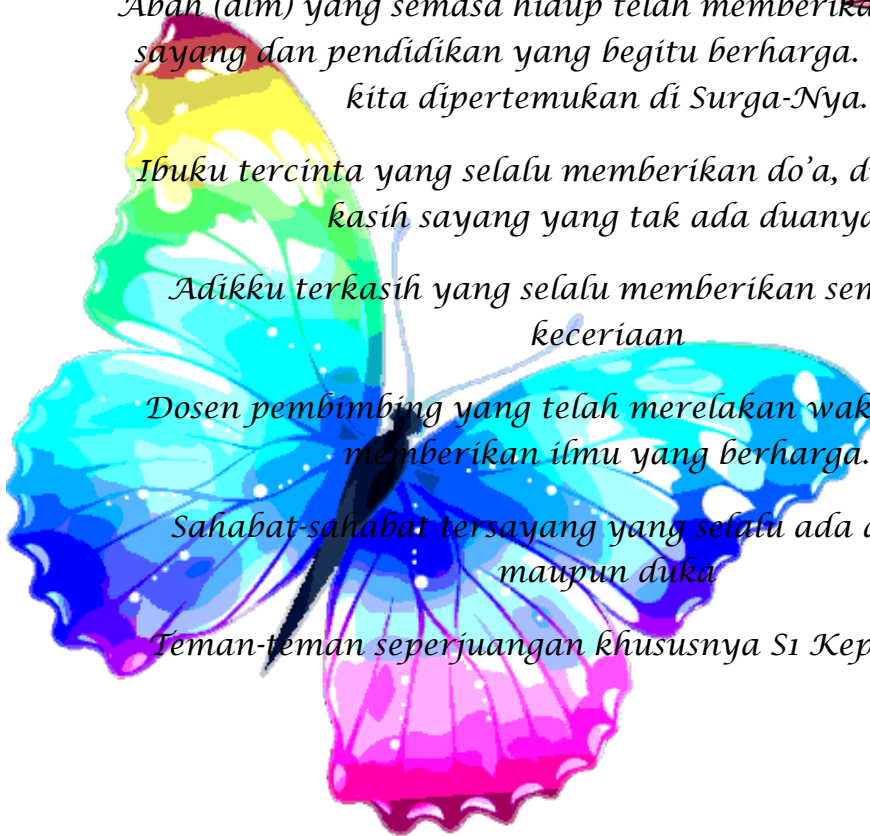 Abah (alm) yang semasa hidup telah memberika
sayang dan pendidikan yang begitu berharga.
kita dipertemukan di Surga-Nya.
Ibuku tercinta yang selalu memberikan do'a, d
kasih sayang yang tak ada duanya
Adikku terkasih yang selalu memberikan sem
keceriaan
Dosen pembimbing yang telah merelakan wak
memberikan ilmu yang berharga.
Sahabat-sahabat tersayang yang selalu ada
maupun duka
Teman-teman seperjuangan khususnya S1 Kep